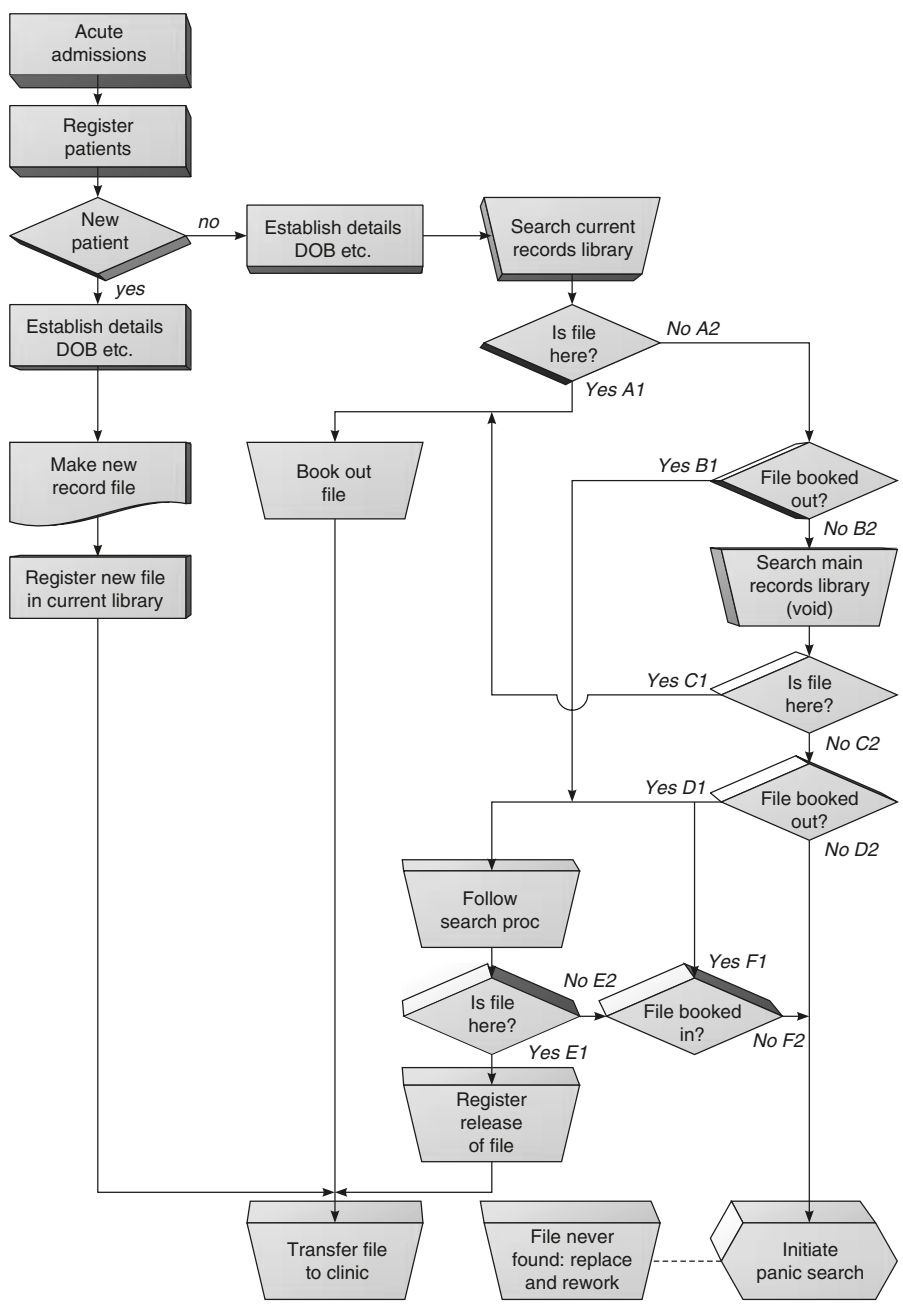 Acute
admissions
Register
patients
New
patient
no
yes
Establish details
DOB etc.
Search current
records library
Establish details
DOB etc.
Is file
here?
No A2
Yes A1
Make new
record file
Book out
file
Yes B1
File booked
out?
No B2
Register new file
in current library
Search main
records library
(void)
Yes C1
Is file
here?
No C2
Yes D1
File booked
out?
No D2
Follow
search proc
No E2
Yes F1
Is file
here?
File booked
in?
Yes E1
No F2
Register
release
of file
Transfer file
to clinic
File never
found: replace
and rework
Initiate
panic search